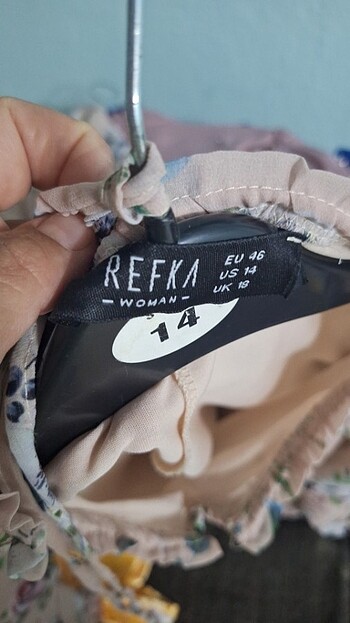 REFKA
— WOMAN —
EU 46
US 14
UK 18
14